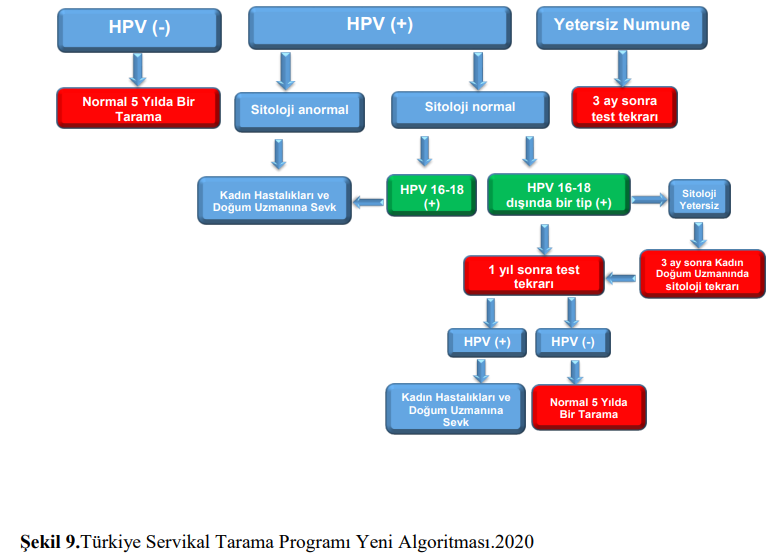 HPV (-)
HPV (+)
Yetersiz Numune
Normal 5 Yılda Bir
Tarama
Sitoloji anormal
Sitoloji normal
3 ay sonra
test tekrarı
Kadın Hastalıkları ve
Doğum Uzmanına Sevk
HPV 16-18
(+)
HPV 16-18
dışında bir tip (+)
Sitoloji
Yetersiz
1 yıl sonra test
tekrarı
3 ay sonra Kadın
Doğum Uzmanında
sitoloji tekrarı
HPV (+)
HPV (-)
Kadın Hastalıkları ve
Doğum Uzmanına
Sevk
Normal 5 Yılda
Bir Tarama
Şekil 9.Türkiye Servikal Tarama Programı Yeni Algoritması.2020